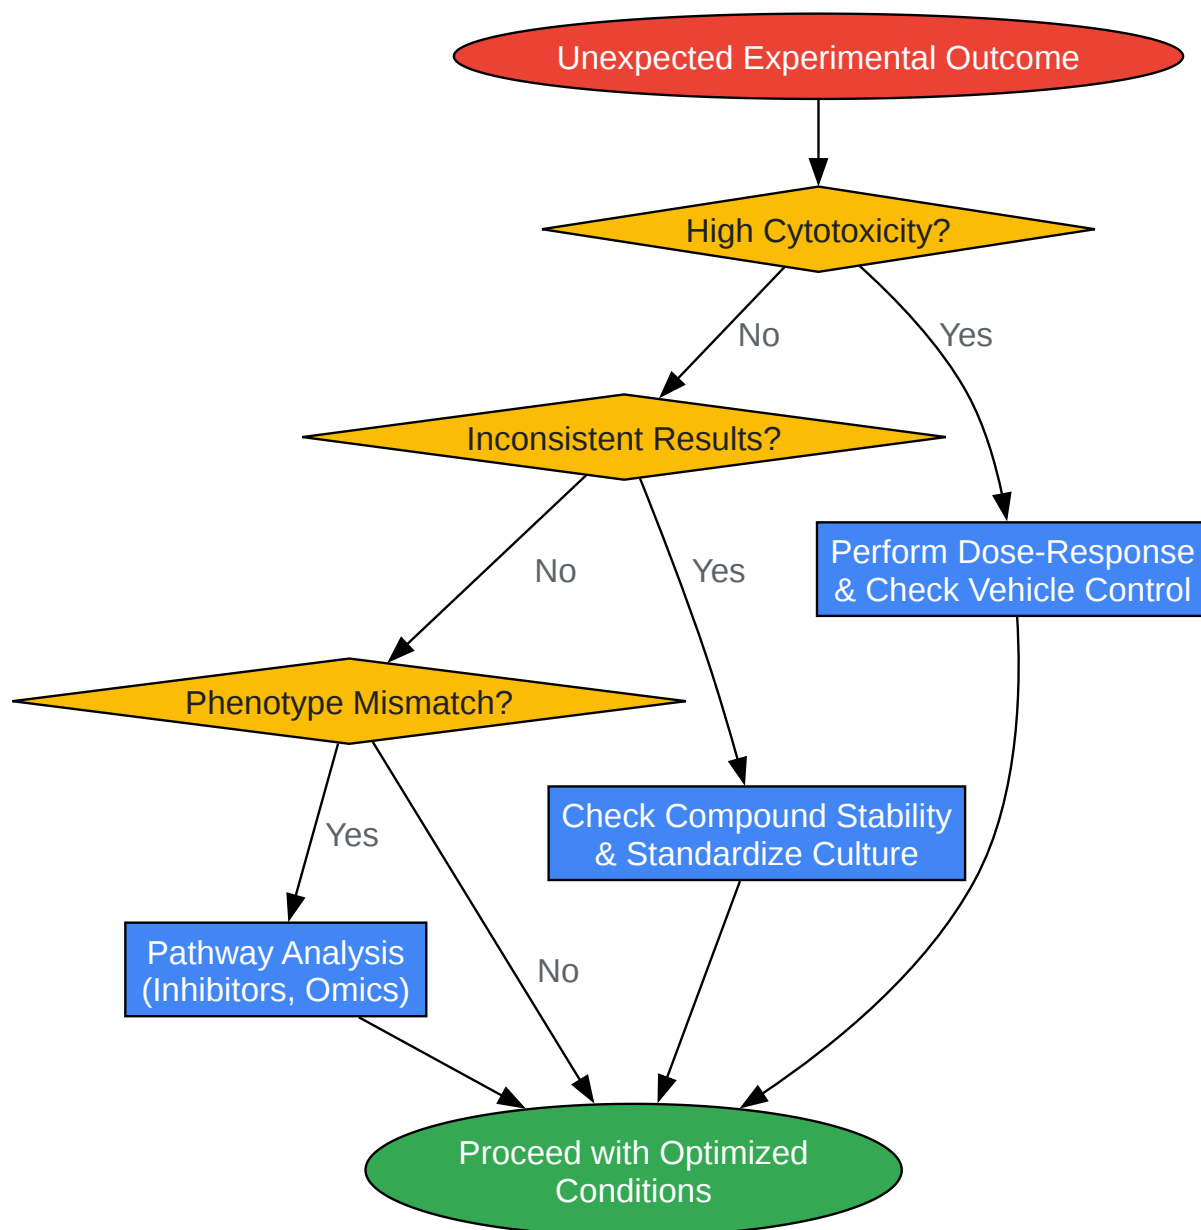 Unexpected Experimental Outcome
High Cytotoxicity?
No
Yes
Inconsistent Results?
Perform Dose-Response
& Check Vehicle Control
No
Yes
Phenotype Mismatch?
Check Compound Stability
& Standardize Culture
Yes
Pathway Analysis
(Inhibitors, Omics)
No
Proceed with Optimized
Conditions